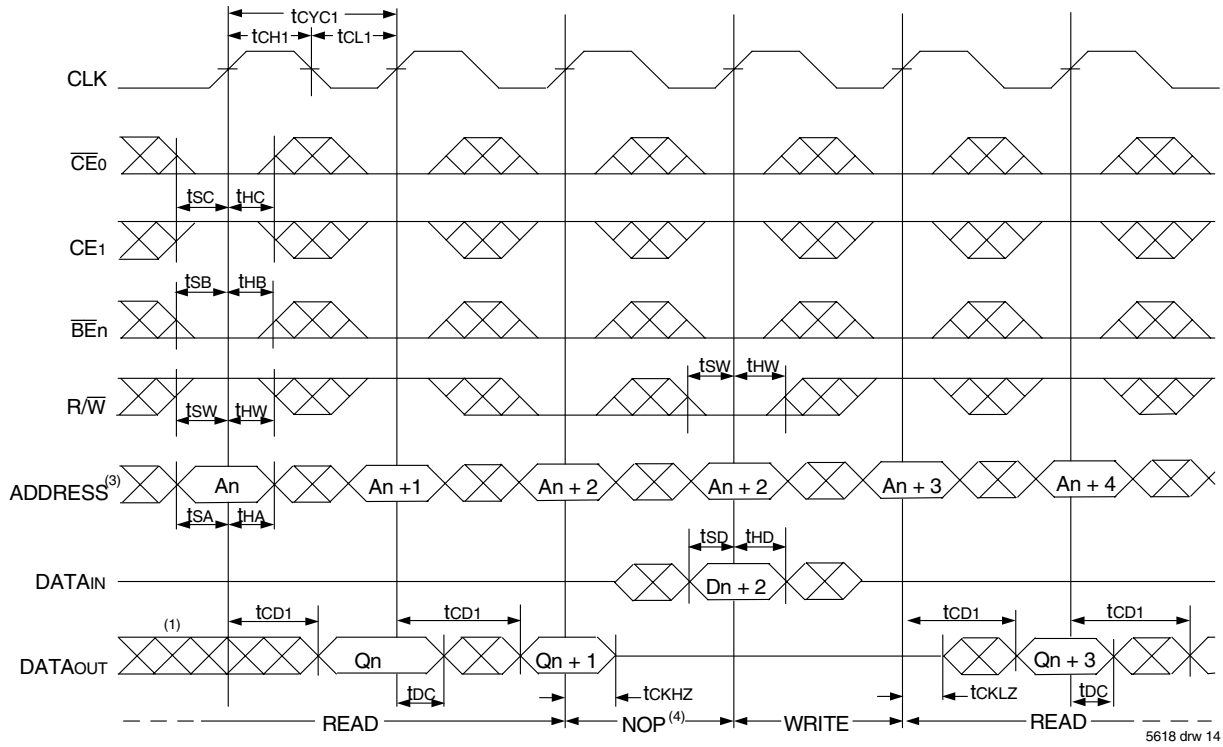 tCYC1
tCH1 tCL1
CLK
CE0
tSC tHC
CE1
tSB tHB
BEn
tSW tHW
R/W
tSW tHW
ADDRESS(3) An An +1 An + 2 An + 2 An + 3 An + 4
tSA tHA
tSD tHD
DATAIN Dn + 2
(1) tCD1 tCD1 tCD1 tCD1
DATAOUT Qn Qn + 1 Qn + 3
tDC tCKHZ tCKLZ tDC
READ NOP(4) WRITE READ
5618 drw 14